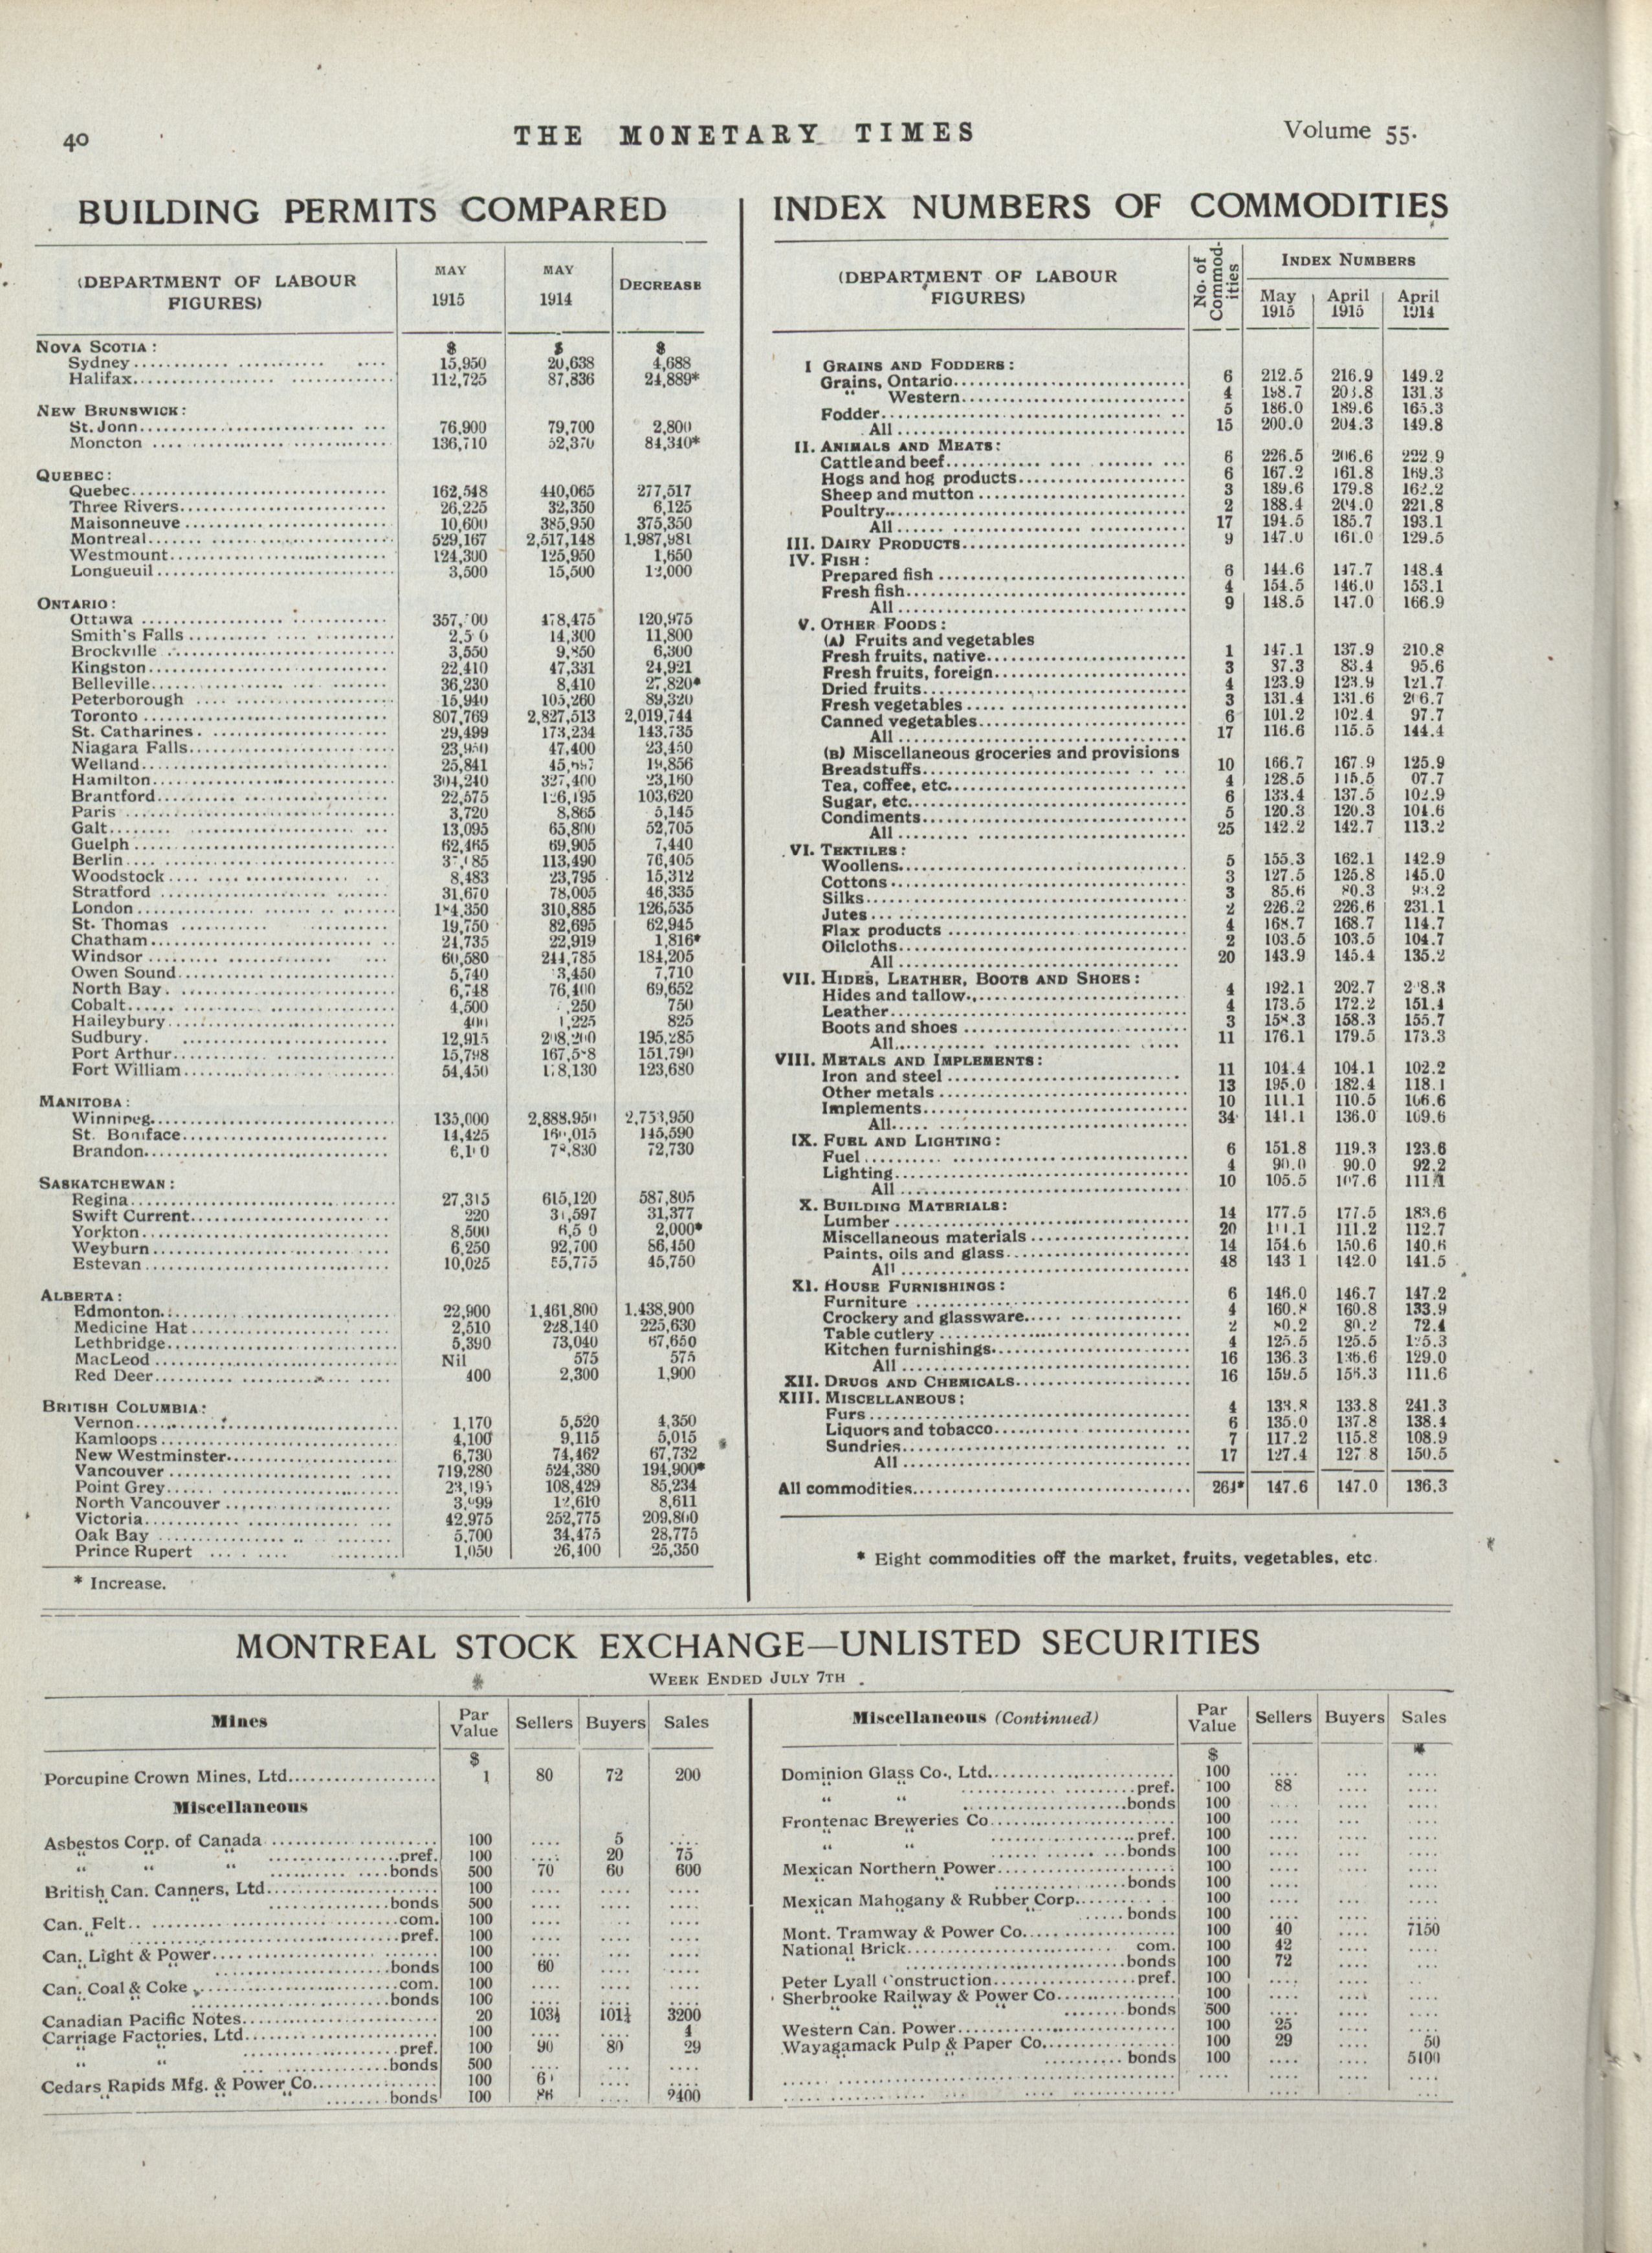 40
THE MONETARY TIMES
Volume 55.
BUILDING PERMITS COMPARED
(DEPARTMENT OF LABOUR FIGURES) MAY 1915 MAY 1914 DECREASE
NOVA SCOTIA: $ $ $
Sydney 15,950 20,638 4,688
Halifax 112,725 87,836 24,889*
NEW BRUNSWICK:
St. Jonn 76,900 79,700 2,800
Moncton 136,710 52,370 84,340*
QUEBEC:
Quebec 162,548 440,065 277,517
Three Rivers 26,225 32,350 6,125
Maisonneuve 10,600 385,950 375,350
Montreal 529,167 2,517,148 1,987,981
Westmount 124,300 125,950 1,650
Longueuil 3,500 15,500 12,000
ONTARIO:
Ottawa 478,475 120,975
Smith's Falls 14,300 11,800
Brockville 3,550 9,850 6,300
Kingston 22,410 47,331 24,921
Belleville 36,230 8,410 27,820*
Peterborough 15,940 105,260 89,320
Toronto 807,769 2,827,513 2,019,744
St. Catharines 29,499 173,234 143,735
Niagara Falls 23,950 47,400 23,450
Welland 25,841 19,856
Hamilton 304,240 327,400 23,160
Brantford 22,575 126,195 103,620
Paris 3,720 8,865 5,145
Galt 13,095 65,800 52,705
Guelph 62,465 69,905 7,440
Berlin 113,490 76,405
Woodstock 8,483 23,795 15,312
Stratford 31,670 78,005 46,335
London 310,885 126,535
St. Thomas 19,750 82,695 62,945
Chatham 24,735 22,919 1,816*
Windsor 60,580 244,785 184,205
Owen Sound 5,740 3,450 7,710
North Bay 6,748 76,400 69,652
Cobalt 4,500 250 750
Haileybury 400 1,225 825
Sudbury 12,915 208,200 195,285
Port Arthur 15,798 151,790
Fort William 54,450 123,680
MANITOBA:
Winnipeg 135,000 2,888,950 2,753,950
St. Boniface 14,425 145,590
Brandon 72,730
SASKATCHEWAN:
Regina 27,315 615,120 587,805
Swift Current 220 31,597 31,377
Yorkton 8,500 2,000*
Weyburn 6,250 92,700 86,450
Estevan 10,025 55,775 45,750
ALBERTA:
Edmonton 22,900 1,461,800 1,438,900
Medicine Hat 2,510 228,140 225,630
Lethbridge 5,390 73,040 67,650
MacLeod Nil 575 575
Red Deer 400 2,300 1,900
BRITISH COLUMBIA:
Vernon 1,170 5,520 4,350
Kamloops 4,100 9,115 5,015
New Westminster 6,730 74,462 67,732
Vancouver 719,280 524,380 194,900*
Point Grey 23,195 108,429 85,234
North Vancouver 12,610 8,611
Victoria 42,975 252,775 209,800
Oak Bay 5,700 34,475 28,775
Prince Rupert 1,050 26,400 25,350
* Increase.
INDEX NUMBERS OF COMMODITIES
(DEPARTMENT OF LABOUR FIGURES) No. of Commodities INDEX NUMBERS May 1915 April 1915 April 1914
I GRAINS AND FODDERS:
Grains, Ontario 6 212.5 216.9 149.2
" Western 4 198.7 203.8 131.3
Fodder 5 186.0 189.6 165.3
All 15 200.0 204.3 149.8
II. ANIMALS AND MEATS:
Cattle and beef 6 226.5 206.6 222.9
Hogs and hog products 6 167.2 161.8 169.3
Sheep and mutton 3 189.6 179.8 162.2
Poultry 2 188.4 204.0 221.8
All 17 194.5 185.7 193.1
III. DAIRY PRODUCTS 9 147.0 161.0 129.5
IV. FISH:
Prepared fish 6 144.6 147.7 148.4
Fresh fish 4 154.5 146.0 153.1
All 9 148.5 147.0 166.9
V. OTHER FOODS:
(A) Fruits and vegetables
Fresh fruits, native 1 147.1 137.9 210.8
Fresh fruits, foreign 3 87.3 83.4 95.6
Dried fruits 4 123.9 123.9 121.7
Fresh vegetables 3 131.4 131.6 206.7
Canned vegetables 6 101.2 102.4 97.7
All 17 116.6 115.5 144.4
(B) Miscellaneous groceries and provisions
Breadstuffs 10 166.7 167.9 125.9
Tea, coffee, etc. 4 128.5 115.5 07.7
Sugar, etc. 6 133.4 137.5 102.9
Condiments 5 120.3 120.3 104.6
All 25 142.2 142.7 113.2
VI. TEXTILES:
Woollens 5 155.3 162.1 142.9
Cottons 3 127.5 125.8 145.0
Silks 3 85.6 80.3 93.2
Jutes 2 226.2 226.6 231.1
Flax products 4 168.7 168.7 114.7
Oilcloths 2 103.5 103.5 104.7
All 20 143.9 145.4 135.2
VII. HIDES, LEATHER, BOOTS AND SHOES:
Hides and tallow 4 192.1 202.7
Leather 4 173.5 172.2 151.4
Boots and shoes 3 158.3 158.3 155.7
All 11 176.1 179.5 173.3
VIII. METALS AND IMPLEMENTS:
Iron and steel 11 104.4 104.1 102.2
Other metals 13 195.0 182.4 118.1
Implements 10 111.1 110.5 106.6
All 34 141.1 136.0 109.6
IX. FUEL AND LIGHTING:
Fuel 6 151.8 119.3 123.6
Lighting 4 90.0 90.0 92.2
All 10 105.5 107.6 111.1
X. BUILDING MATERIALS:
Lumber 14 177.5 177.5 183.6
Miscellaneous materials 20 111.1 111.2 112.7
Paints, oils and glass 14 154.6 150.6 140.6
All 48 143 1 142.0 141.5
XI. HOUSE FURNISHINGS:
Furniture 6 146.0 146.7 147.2
Crockery and glassware 4 160.8 160.8 133.9
Table cutlery 2 80.2 80.2 72.4
Kitchen furnishings 4 125.5 125.5 125.3
All 16 136.3 136.6 129.0
XII. DRUGS AND CHEMICALS 16 159.5 111.6
XIII. MISCELLANEOUS:
Furs 4 133.8 133.8 241.3
Liquors and tobacco 6 135.0 137.8 138.4
Sundries 7 117.2 115.8 108.9
All 17 127.4 127 8 150.5
All commodities 147.6 147.0 136.3
* Eight commodities off the market, fruits, vegetables, etc.
MONTREAL STOCK EXCHANGE—UNLISTED SECURITIES
WEEK ENDED JULY 7TH
Mines Par Value Sellers Buyers Sales
$
Porcupine Crown Mines, Ltd. 1 80 72 200
Miscellaneous
Asbestos Corp. of Canada 100 .... 5 ....
" " " pref. 100 .... 20 75
" " " bonds 500 70 60 600
British Can. Canners, Ltd. 100 .... .... ....
" " bonds 500 .... .... ....
Can. Felt com. 100 .... .... ....
" pref. 100 .... .... ....
Can. Light & Power 100 .... .... ....
" " bonds 100 60 .... ....
Can. Coal & Coke com. 100 .... .... ....
" " bonds 100 .... .... ....
Canadian Pacific Notes 20 3200
Carriage Factories, Ltd. 100 .... .... 4
" " pref. 100 90 80 29
" " bonds 500 .... .... ....
Cedars Rapids Mfg. & Power Co. 100 .... ....
" " " bonds 100 ....
Miscellaneous (Continued) Par Value Sellers Buyers Sales
$
Dominion Glass Co., Ltd. 100 .... .... ....
" " pref. 100 88 .... ....
" " bonds 100 .... .... ....
Frontenac Breweries Co. 100 .... .... ....
" " pref. 100 .... .... ....
" " bonds 100 .... .... ....
Mexican Northern Power 100 .... .... ....
" " bonds 100 .... .... ....
Mexican Mahogany & Rubber Corp. 100 .... .... ....
" " " bonds 100 .... .... ....
Mont. Tramway & Power Co. 100 40 .... 7150
National Brick com. 100 42 .... ....
" bonds 100 72 .... ....
Peter Lyall Construction pref. 100 .... .... ....
Sherbrooke Railway & Power Co. 100 .... .... ....
" " bonds 500 .... .... ....
Western Can. Power 100 25 .... ....
Wayagamack Pulp & Paper Co. 100 29 .... 50
" " " bonds 100 .... .... 5100